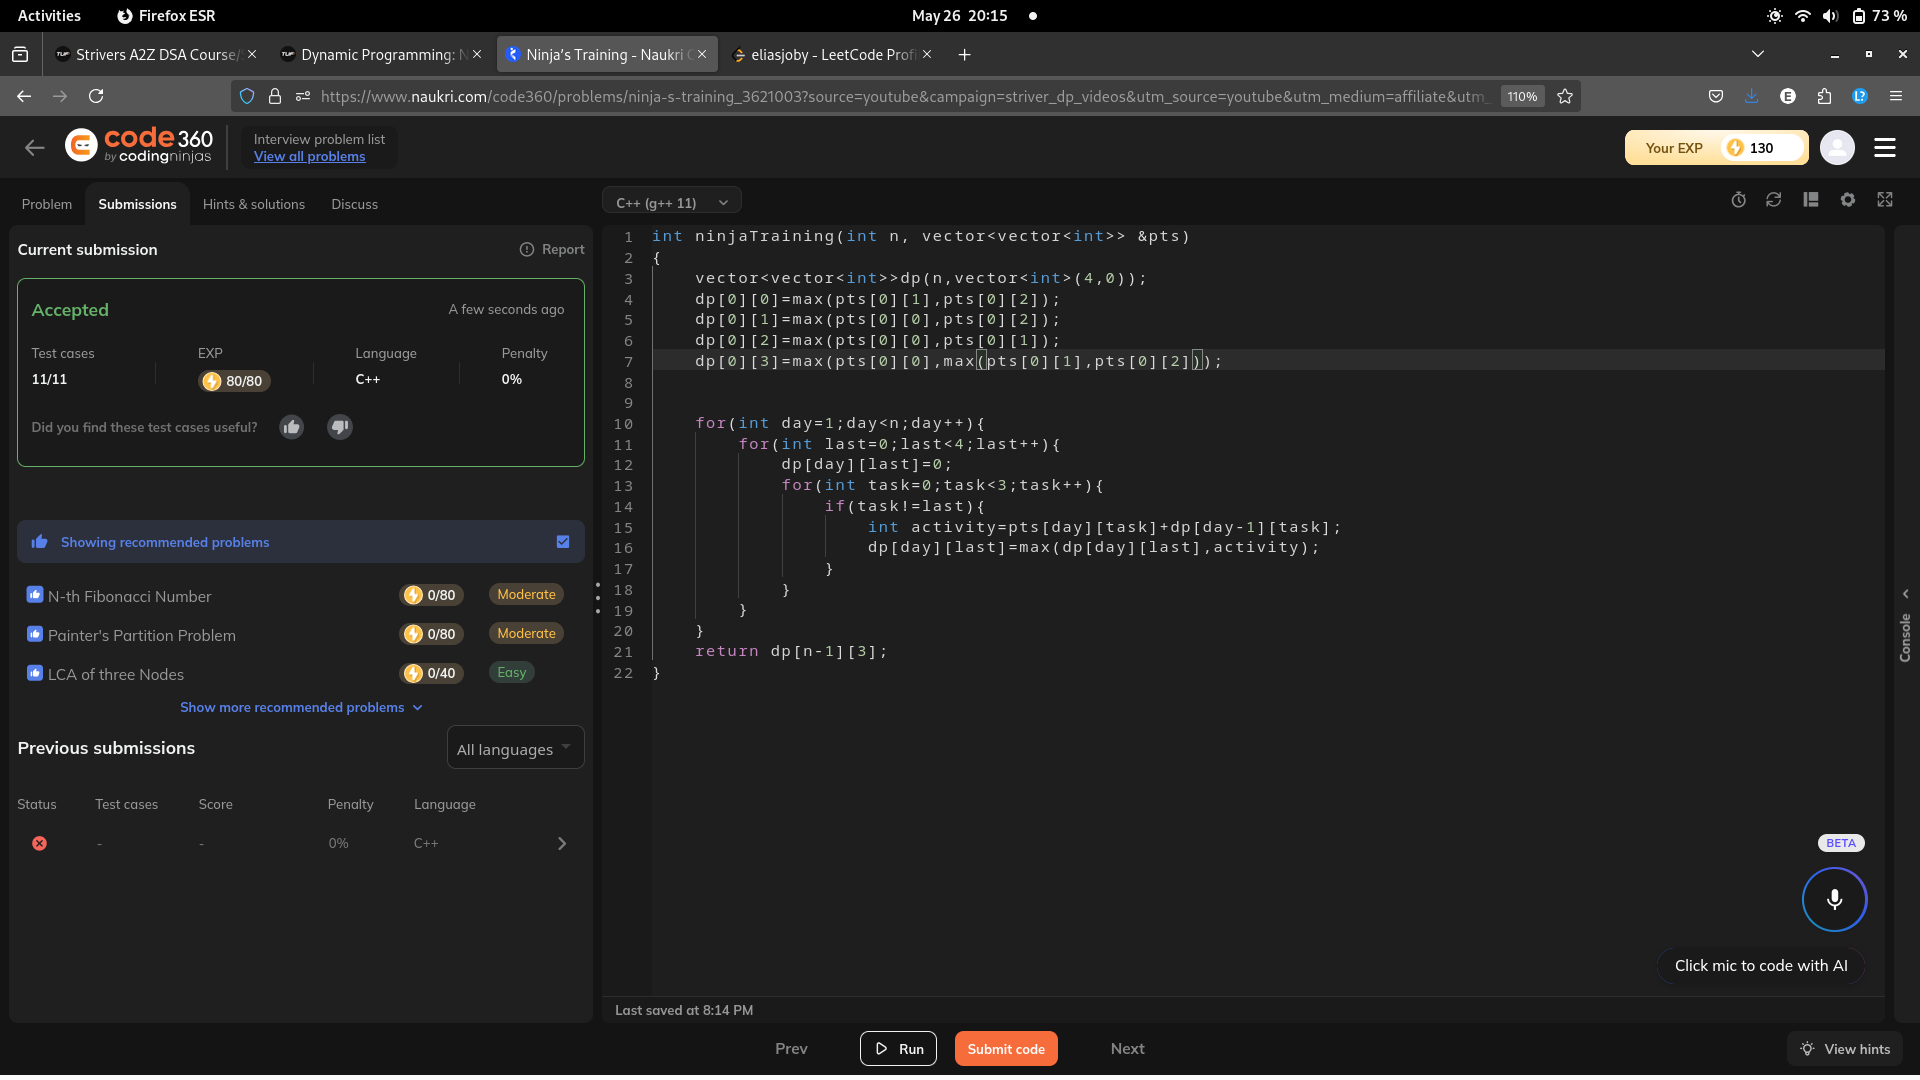 Activities
Firefox ESR
May 26 20:15
73 %
Strivers A2Z DSA Course/
Dynamic Programming: N
Ninja's Training - Naukri
eliasjoby - LeetCode Profi
https://www.naukri.com/code360/problems/ninja-s-training_3621003?source=youtube&campaign=striver_dp_videos&utm_source=youtube&utm_medium=affiliate&utm_
110%
E
L?
code360
by codingninjas
Interview problem list
View all problems
Your EXP
130
Problem
Submissions
Hints & solutions
Discuss
C++ (g++ 11)
Current submission
Report
Accepted
A few seconds ago
Test cases
EXP
Language
Penalty
11/11
80/80
C++
0%
Did you find these test cases useful?
Showing recommended problems
N-th Fibonacci Number
0/80
Moderate
Painter's Partition Problem
0/80
Moderate
LCA of three Nodes
0/40
Easy
Show more recommended problems
Previous submissions
All languages
Status
Test cases
Score
Penalty
Language
-
-
0%
C++
1 int ninjaTraining(int n, vector<vector<int>> &pts)
2 {
3     vector<vector<int>>dp(n,vector<int>(4,0));
4     dp[0][0]=max(pts[0][1],pts[0][2]);
5     dp[0][1]=max(pts[0][0],pts[0][2]);
6     dp[0][2]=max(pts[0][0],pts[0][1]);
7     dp[0][3]=max(pts[0][0],max(pts[0][1],pts[0][2]));
8
9
10     for(int day=1;day<n;day++){
11         for(int last=0;last<4;last++){
12             dp[day][last]=0;
13             for(int task=0;task<3;task++){
14                 if(task!=last){
15                     int activity=pts[day][task]+dp[day-1][task];
16                     dp[day][last]=max(dp[day][last],activity);
17                 }
18             }
19         }
20     }
21     return dp[n-1][3];
22 }
Console
BETA
Click mic to code with AI
Last saved at 8:14 PM
Prev
Run
Submit code
Next
View hints